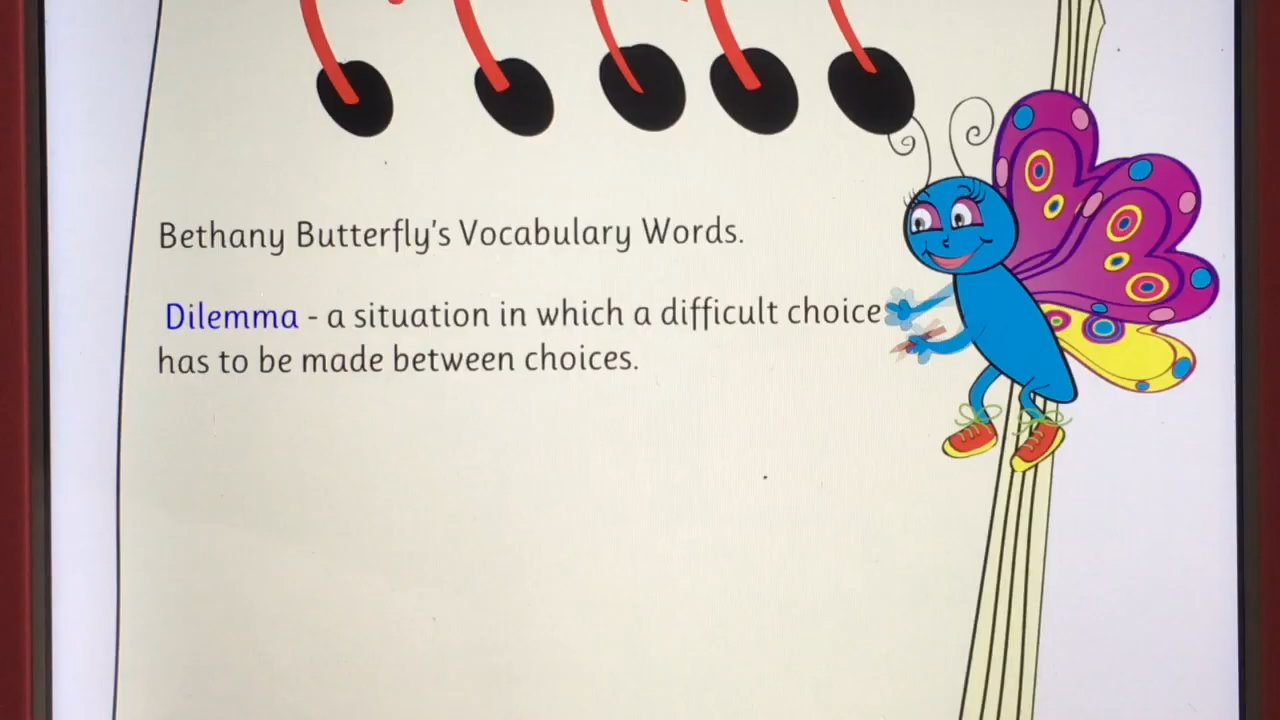 Bethany Butterfly's Vocabulary Words.
Dilemma - a situation in which a difficult choice
has to be made between choices.